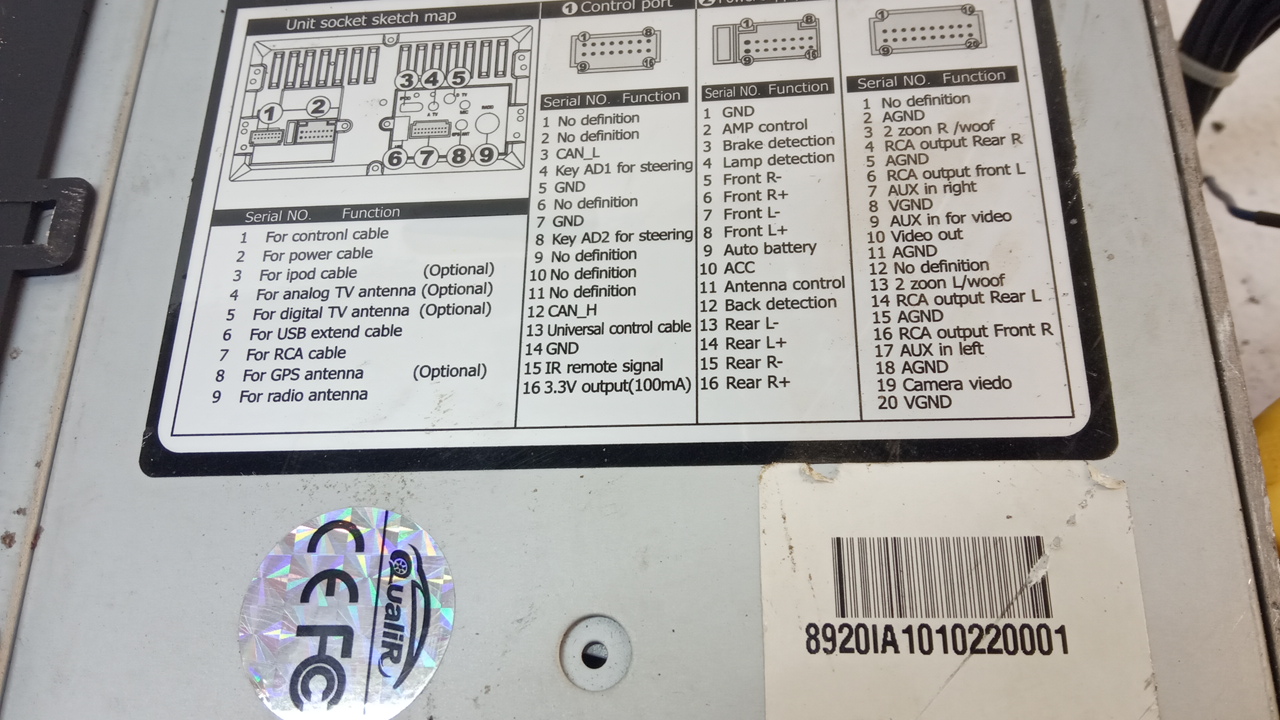 Unit socket sketch map
1 2 3 4 5 6 7 8 9
Serial NO. Function
1 For contronl cable
2 For power cable
3 For ipod cable (Optional)
4 For analog TV antenna (Optional)
5 For digital TV antenna (Optional)
6 For USB extend cable
7 For RCA cable
8 For GPS antenna (Optional)
9 For radio antenna
1 Control port
1 8
9 16
Serial NO. Function
1 No definition
2 No definition
3 CAN_L
4 Key AD1 for steering
5 GND
6 No definition
7 GND
8 Key AD2 for steering
9 No definition
10 No definition
11 No definition
12 CAN_H
13 Universal control cable
14 GND
15 IR remote signal
16 3.3V output(100mA)
1 8
9 16
Serial NO. Function
1 GND
2 AMP control
3 Brake detection
4 Lamp detection
5 Front R-
6 Front R+
7 Front L-
8 Front L+
9 Auto battery
10 ACC
11 Antenna control
12 Back detection
13 Rear L-
14 Rear L+
15 Rear R-
16 Rear R+
1 10
Serial NO. Function
1 No definition
2 AGND
3 2 zoon R /woof
4 RCA output Rear R
5 AGND
6 RCA output front L
7 AUX in right
8 VGND
9 AUX in for video
10 Video out
11 AGND
12 No definition
13 2 zoon L/woof
14 RCA output Rear L
15 AGND
16 RCA output Front R
17 AUX in left
18 AGND
19 Camera viedo
20 VGND
CE FC
QualiR
8920IA1010220001